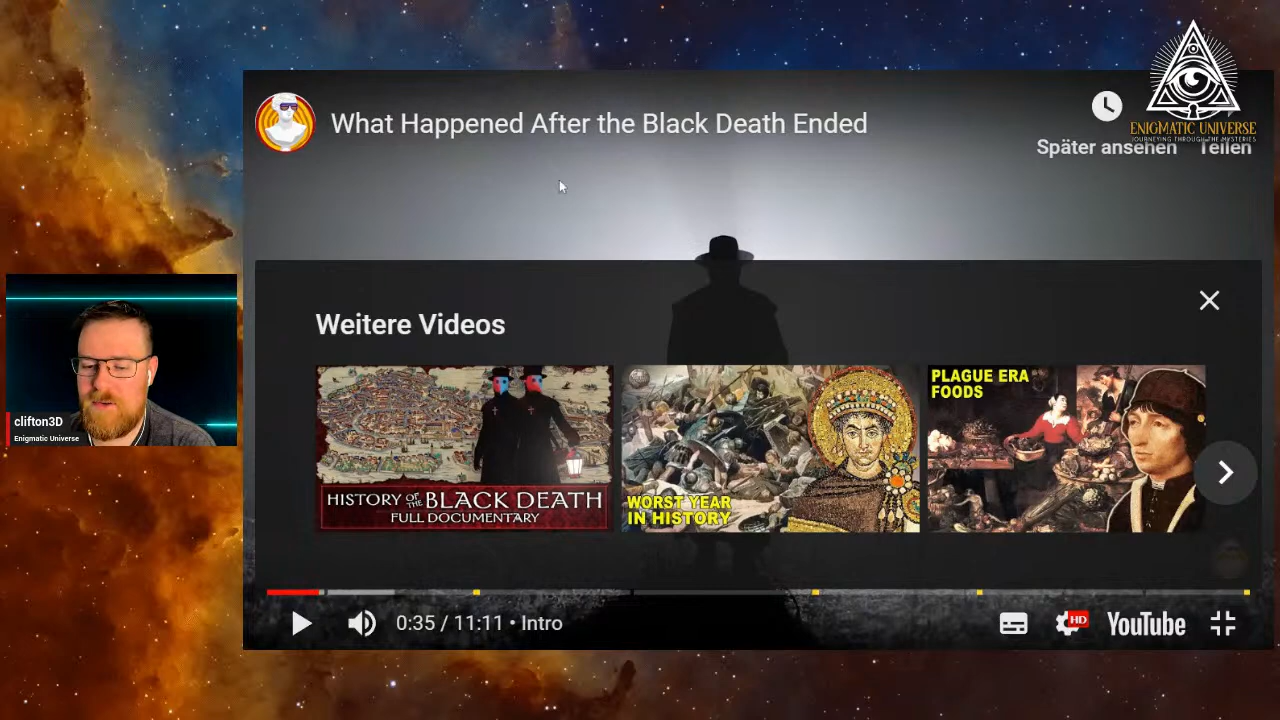 What Happened After the Black Death Ended
ENIGMATIC UNIVERSE
JOURNEYING THROUGH THE MYSTERIES
Später ansehen Teilen
Weitere Videos
HISTORY OF THE BLACK DEATH
FULL DOCUMENTARY
WORST YEAR
IN HISTORY
PLAGUE ERA
FOODS
clifton3D
Enigmatic Universe
0:35 / 11:11 • Intro
HD
YouTube